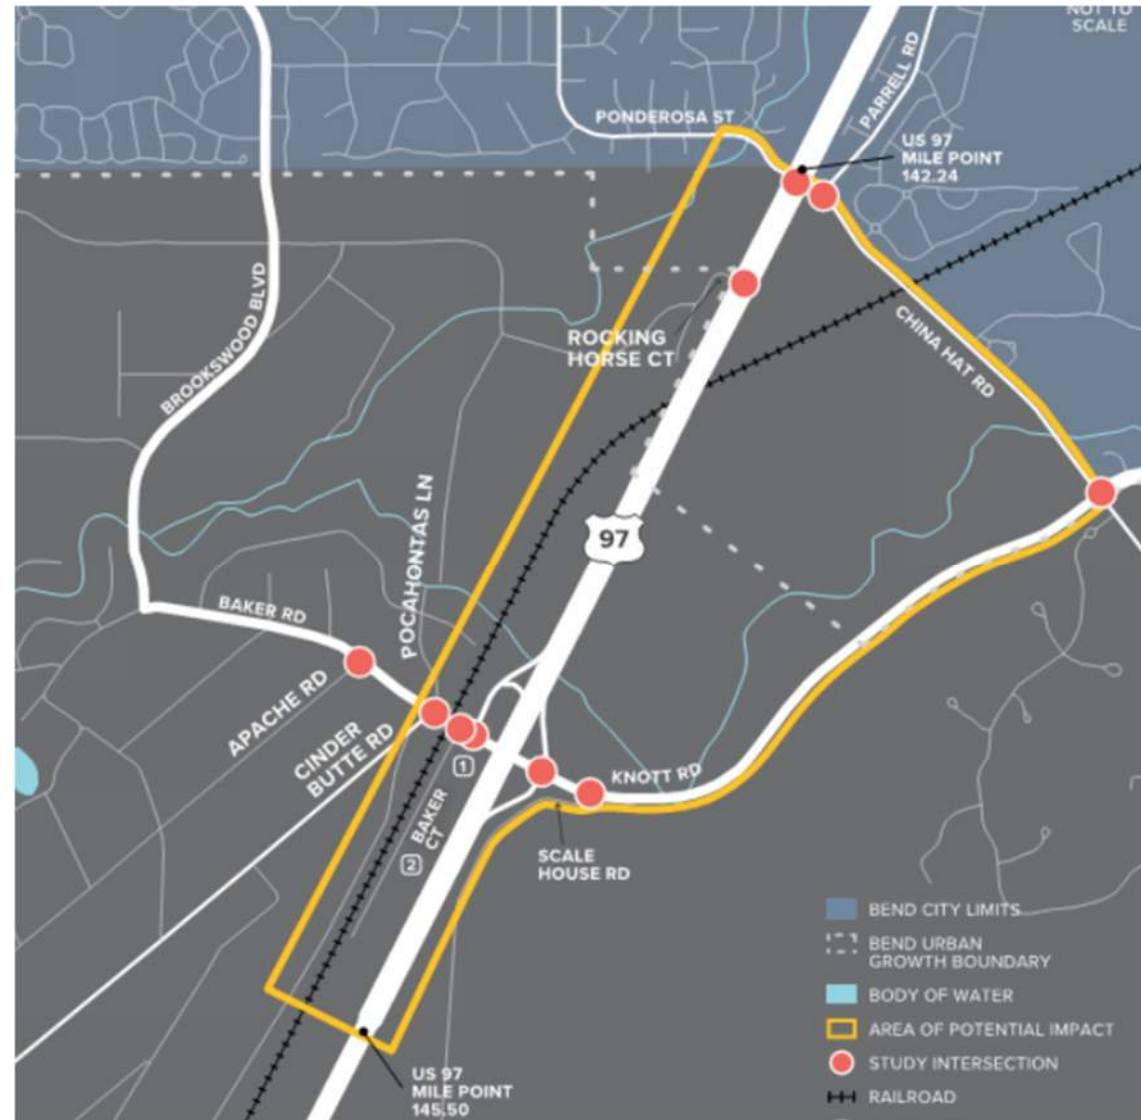 NOT TO
SCALE
PONDEROSA ST
PARRELL RD
US 97
MILE POINT
142.24
BROOKSWOOD BLVD
ROCKING
HORSE CT
CHINA HAT RD
POCAHONTAS LN
97
BAKER RD
APACHE RD
CINDER
BUTTE RD
1
KNOTT RD
BAKER
CT
2
SCALE
HOUSE RD
BEND CITY LIMITS
BEND URBAN
GROWTH BOUNDARY
BODY OF WATER
AREA OF POTENTIAL IMPACT
STUDY INTERSECTION
RAILROAD
US 97
MILE POINT
145.50